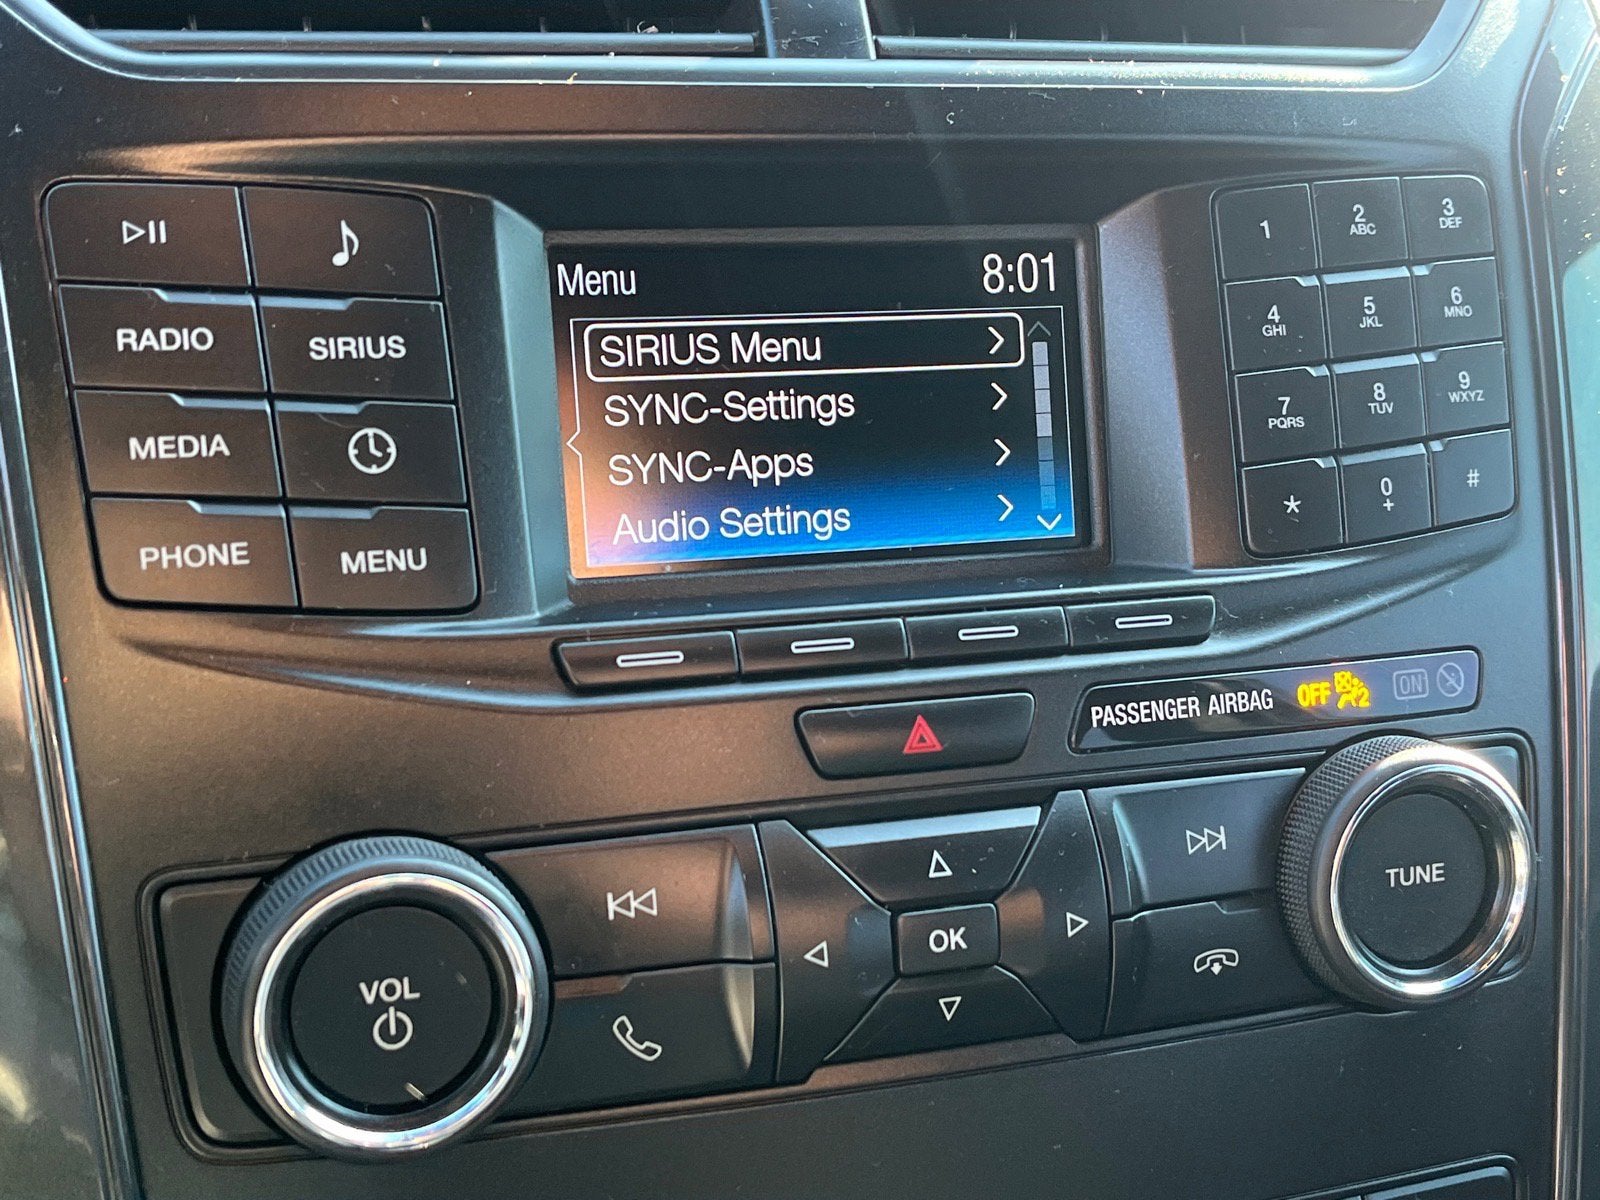 Menu 8:01
SIRIUS Menu
SYNC-Settings
SYNC-Apps
Audio Settings
RADIO
SIRIUS
MEDIA
PHONE
MENU
1
2
ABC
3
DEF
4
GHI
5
JKL
6
MNO
7
PQRS
8
TUV
9
WXYZ
*
0
+
#
PASSENGER AIRBAG OFF 2 ON
VOL
OK
TUNE